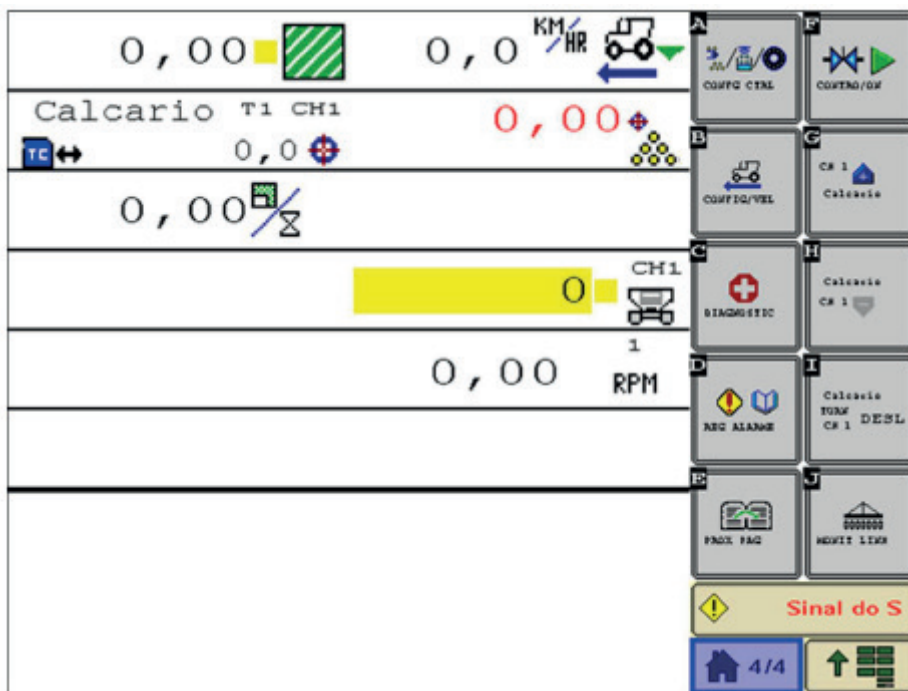 0,00
0,0 KM/HR
Calcario T1 CH1
0,00
TC
0,0
0,00
CH1
0
1
0,00 RPM
A
CONFG CTRL
F
CONTRO/ON
B
CONFIG/VEL
G
CH 1
Calcario
C
DIAGNOSTIC
H
Calcario
CH 1
D
REG ALARME
I
Calcario
TURN
CH 1 DESL
E
PROX PAG
J
MONIT LINH
Sinal do S
4/4